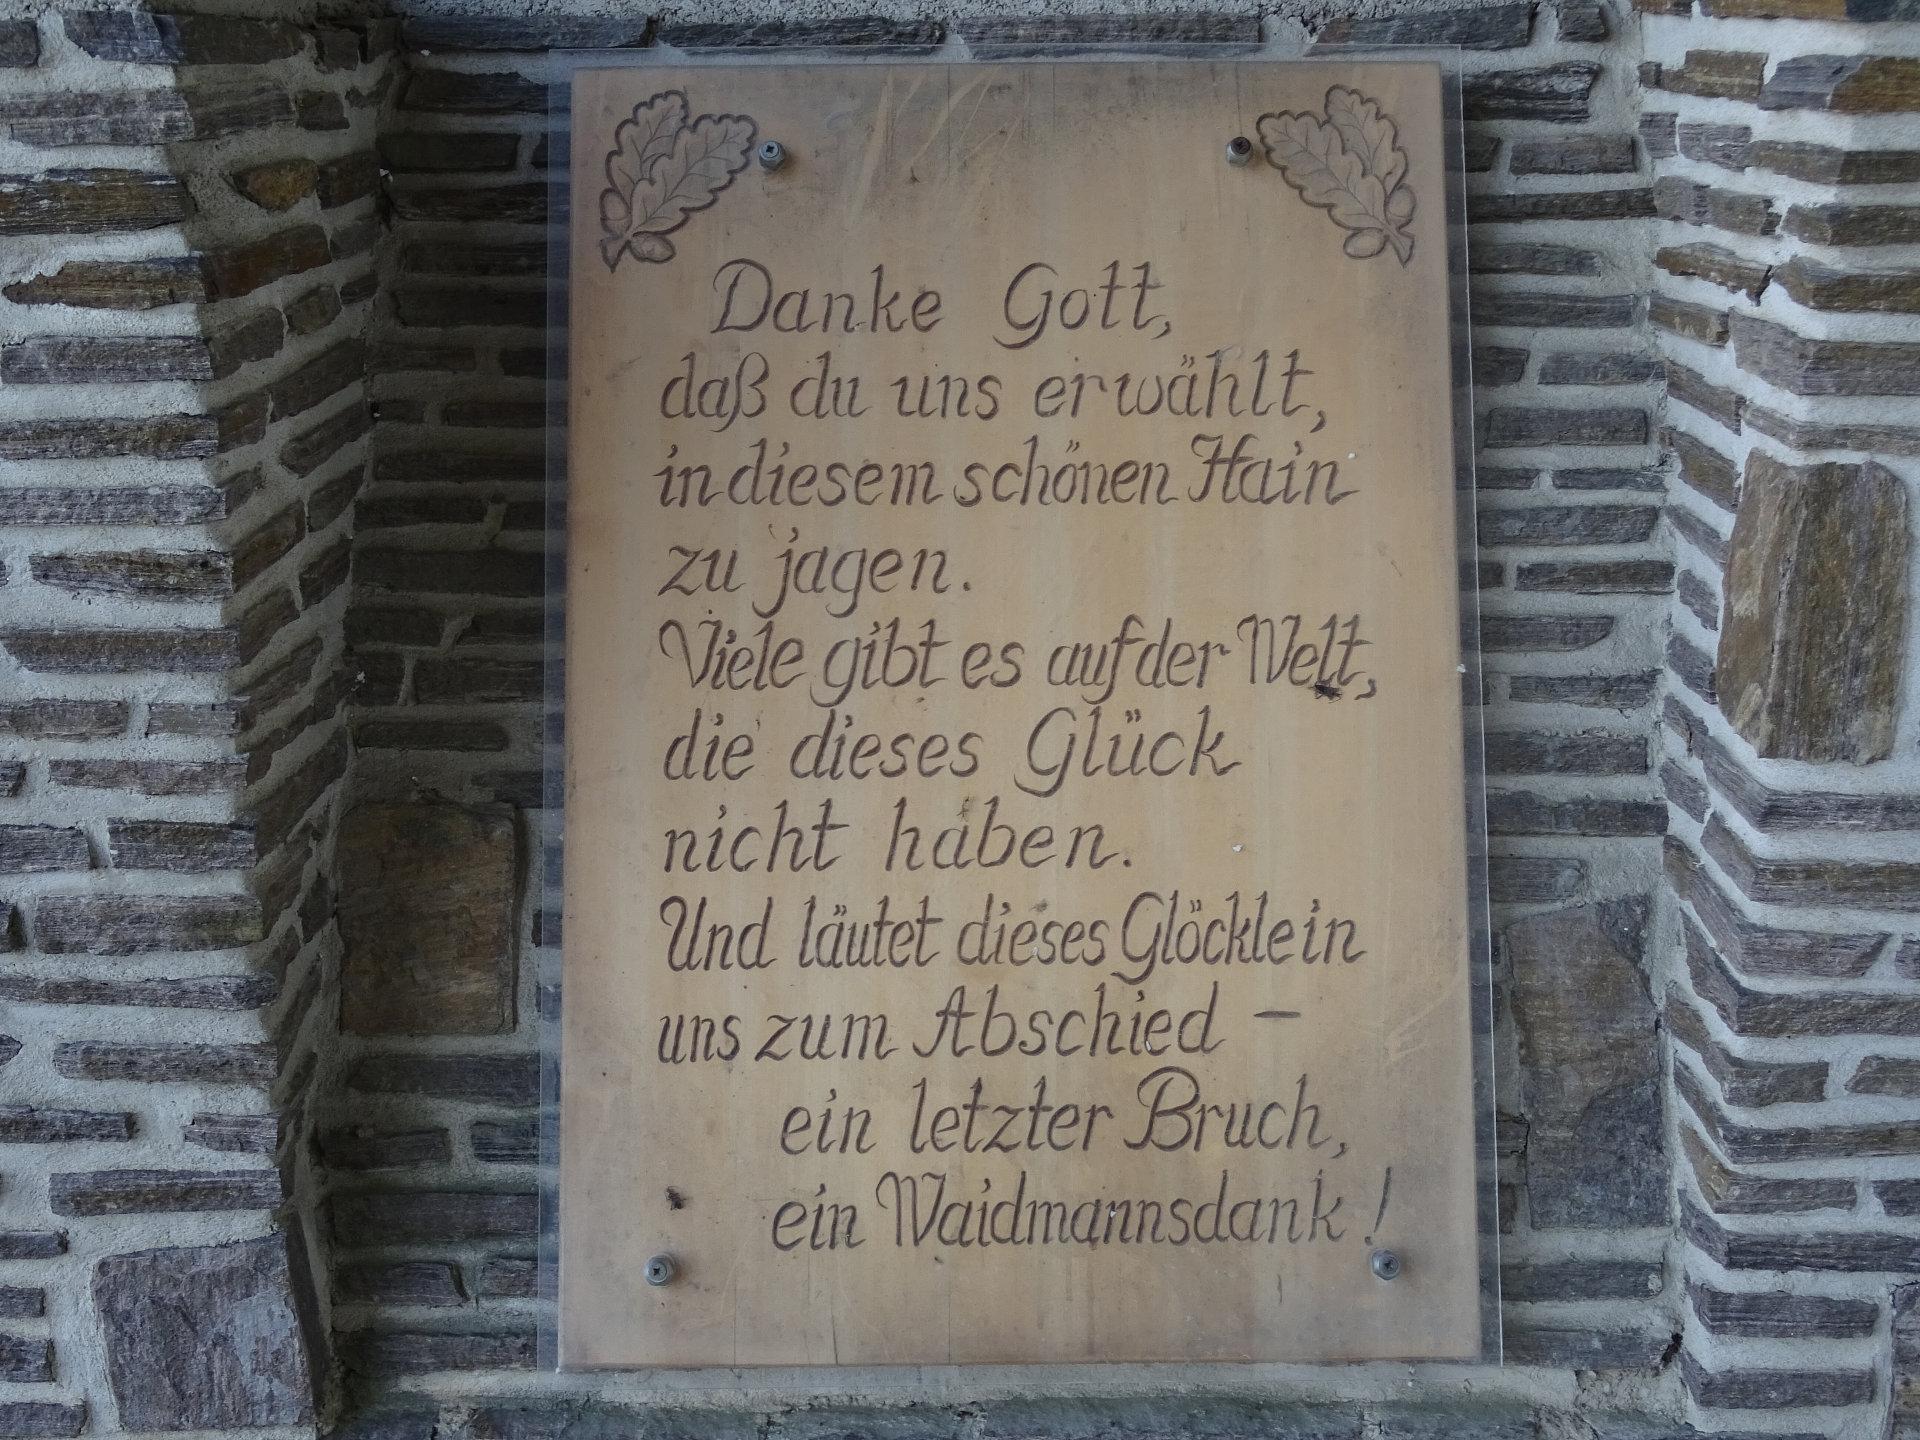 Danke Gott,
daß du uns erwählt,
in diesem schönen Hain
zu jagen.
Viele gibt es auf der Welt,
die dieses Glück
nicht haben.
Und läutet dieses Glöcklein
uns zum Abschied –
ein letzter Bruch,
ein Waidmannsdank!